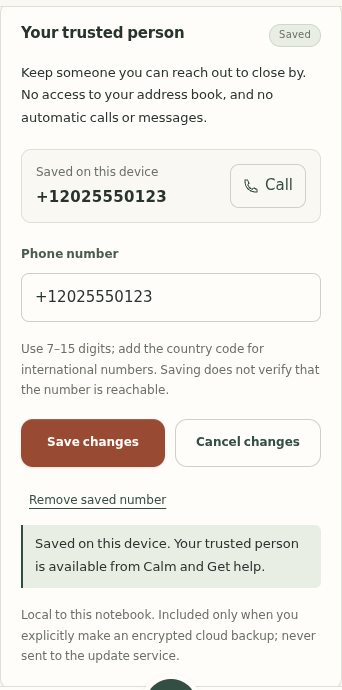 Your trusted person
Saved
Keep someone you can reach out to close by.
No access to your address book, and no
automatic calls or messages.
Saved on this device
+12025550123
Call
Phone number
+12025550123
Use 7–15 digits; add the country code for
international numbers. Saving does not verify that
the number is reachable.
Save changes
Cancel changes
Remove saved number
Saved on this device. Your trusted person
is available from Calm and Get help.
Local to this notebook. Included only when you
explicitly make an encrypted cloud backup; never
sent to the update service.